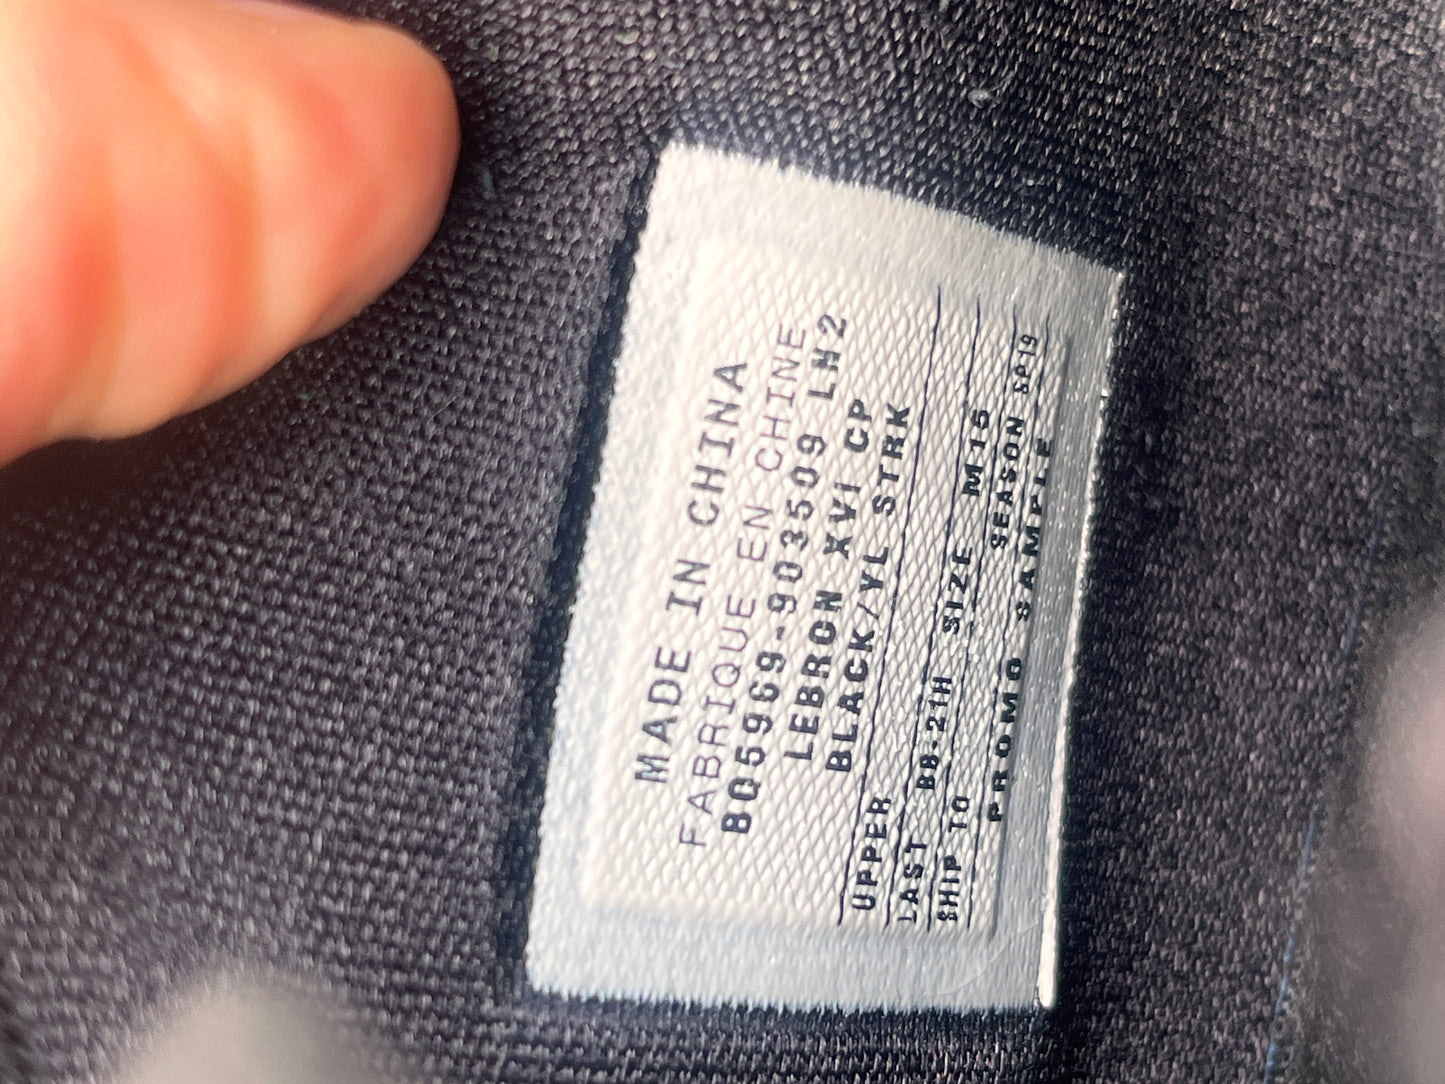 MADE IN CHINA
FABRIQUE EN CHINE
BQ5969-903509 LH2
LEBRON XVI CP
BLACK/YL STRK
UPPER
LAST BB-21H SIZE M15
SHIP TO SEASON SP19
PROMO SAMPLE